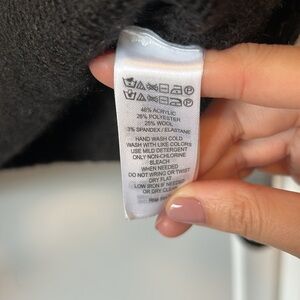 46% ACRYLIC
26% POLYESTER
25% WOOL
3% SPANDEX / ELASTANE
HAND WASH COLD
WASH WITH LIKE COLORS
USE MILD DETERGENT
ONLY NON-CHLORINE
BLEACH
WHEN NEEDED
DO NOT WRING OR TWIST
DRY FLAT
LOW IRON IF NEEDED
OR DRY CLEAN